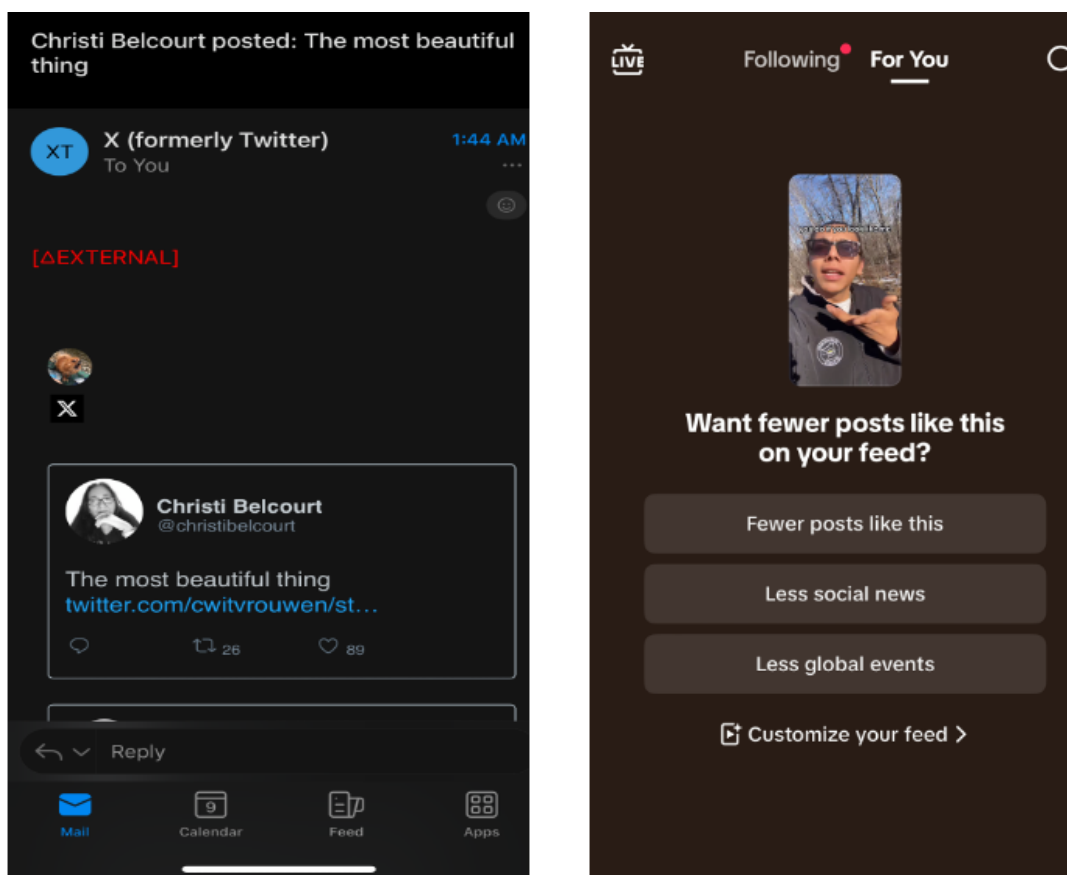 Christi Belcourt posted: The most beautiful
thing
XT
X (formerly Twitter)
1:44 AM
To You
[△EXTERNAL]
Christi Belcourt
@christibelcourt
The most beautiful thing
twitter.com/cwitvrouwen/st...
26
89
Reply
9
Mail
Calendar
Feed
Apps
LIVE
Following
For You
Want fewer posts like this
on your feed?
Fewer posts like this
Less social news
Less global events
Customize your feed >